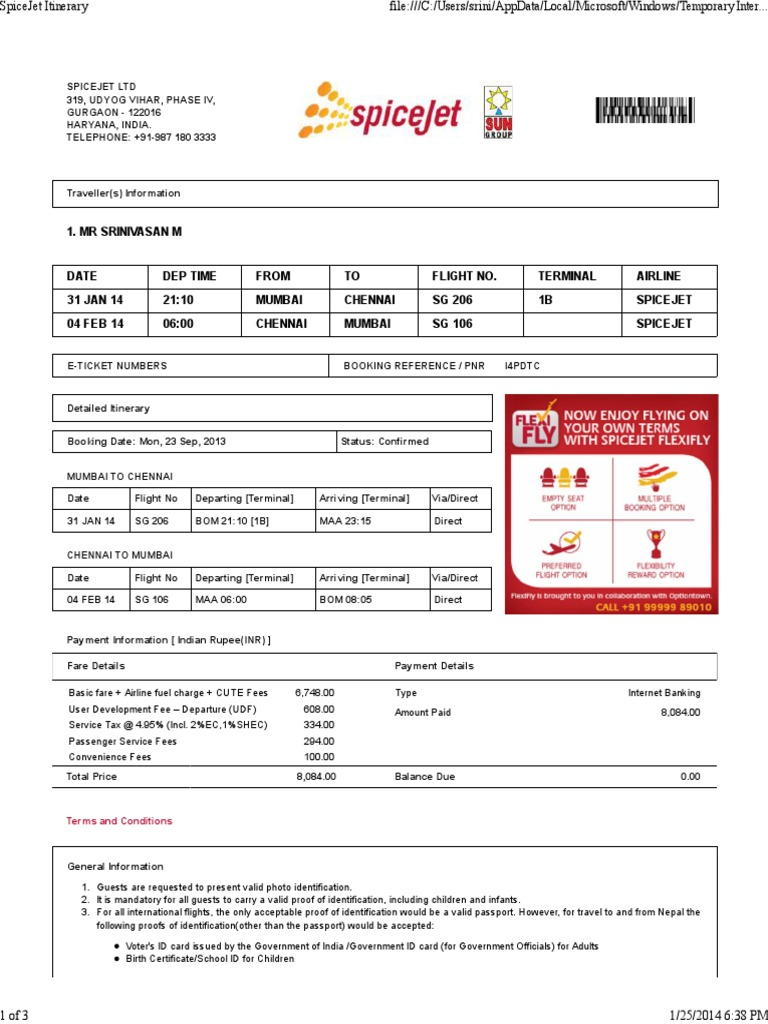 SpiceJet Itinerary file:///C:/Users/srini/AppData/Local/Microsoft/Windows/Temporary Inter...
SPICEJET LTD
319, UDYOG VIHAR, PHASE IV,
GURGAON - 122016
HARYANA, INDIA.
TELEPHONE: +91-987 180 3333
spiceJet
SUN
GROUP
Traveller(s) Information
1. MR SRINIVASAN M
DATE DEP TIME FROM TO FLIGHT NO. TERMINAL AIRLINE
31 JAN 14 21:10 MUMBAI CHENNAI SG 206 1B SPICEJET
04 FEB 14 06:00 CHENNAI MUMBAI SG 106 SPICEJET
E-TICKET NUMBERS BOOKING REFERENCE / PNR I4PDTC
Detailed Itinerary
Booking Date: Mon, 23 Sep, 2013 Status: Confirmed
MUMBAI TO CHENNAI
Date Flight No Departing [Terminal] Arriving [Terminal] Via/Direct
31 JAN 14 SG 206 BOM 21:10 [1B] MAA 23:15 Direct
CHENNAI TO MUMBAI
Date Flight No Departing [Terminal] Arriving [Terminal] Via/Direct
04 FEB 14 SG 106 MAA 06:00 BOM 08:05 Direct
FLEXI
FLY
NOW ENJOY FLYING ON
YOUR OWN TERMS
WITH SPICEJET FLEXIFLY
EMPTY SEAT
OPTION
MULTIPLE
BOOKING OPTION
PREFERRED
FLIGHT OPTION
FLEXIBILITY
REWARD OPTION
FlexiFly is brought to you in collaboration with Optiontown.
CALL +91 99999 89010
Payment Information [ Indian Rupee(INR) ]
Fare Details Payment Details
Basic fare + Airline fuel charge + CUTE Fees 6,748.00 Type Internet Banking
User Development Fee – Departure (UDF) 608.00 Amount Paid 8,084.00
Service Tax @ 4.95% (Incl. 2%EC,1%SHEC) 334.00
Passenger Service Fees 294.00
Convenience Fees 100.00
Total Price 8,084.00 Balance Due 0.00
Terms and Conditions
General Information
1. Guests are requested to present valid photo identification.
2. It is mandatory for all guests to carry a valid proof of identification, including children and infants.
3. For all international flights, the only acceptable proof of identification would be a valid passport. However, for travel to and from Nepal the
following proofs of identification(other than the passport) would be accepted:
● Voter's ID card issued by the Government of India /Government ID card (for Government Officials) for Adults
● Birth Certificate/School ID for Children
1 of 3 1/25/2014 6:38 PM